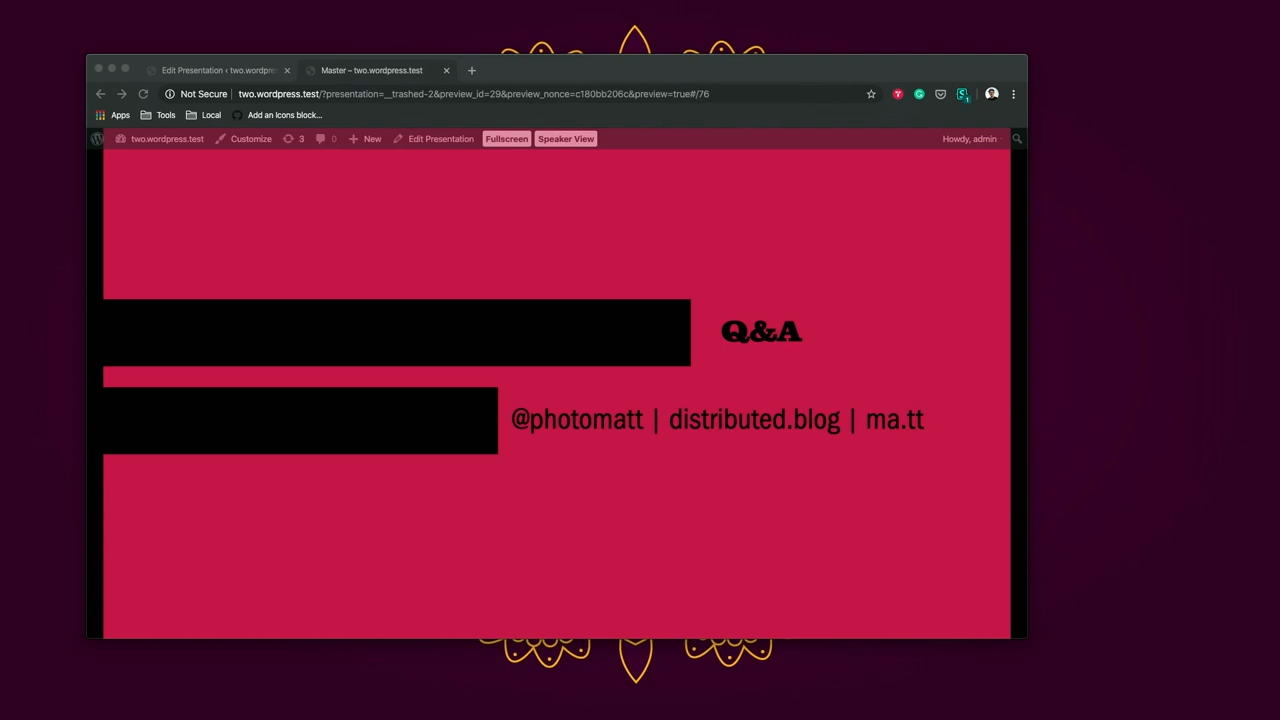 Edit Presentation ‹ two.wordpres
Master – two.wordpress.test
Not Secure
two.wordpress.test/?presentation=__trashed-2&preview_id=29&preview_nonce=c180bb206c&preview=true#/76
Apps Tools Local Add an Icons block...
two.wordpress.test Customize 3 0 New Edit Presentation Fullscreen Speaker View Howdy, admin
Q&A
@photomatt | distributed.blog | ma.tt